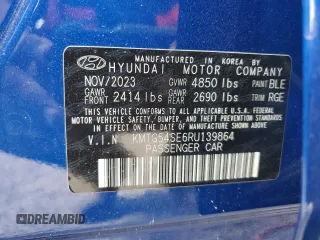 MANUFACTURED IN KOREA BY
HYUNDAI MOTOR COMPANY
NOV/2023 GVWR 4850 lbs PAINT BLE
GAWR FRONT 2414 lbs GAWR REAR 2690 lbs TRIM RGE
This vehicle conforms to all applicable U.S. Federal Motor
Vehicle Safety, Bumper, and Theft Prevention Standards
in effect on the date of manufacture shown above.
V.I.N KMTG54SE6RU139864
PASSENGER CAR
DREAMBID